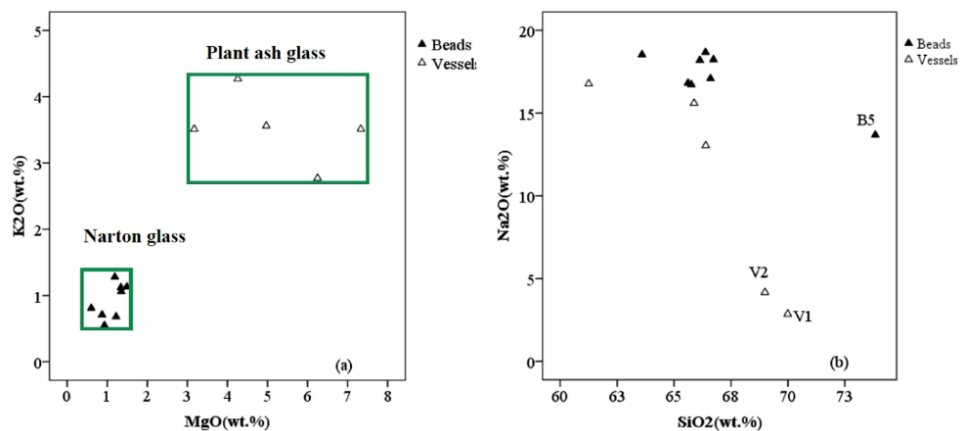 5
4
3
2
1
0
K2O(wt.%)
Plant ash glass
Narton glass
(a)
0 1 2 3 4 5 6 7 8
MgO(wt.%)
▲ Beads
△ Vessels
20
15
10
5
0
Na2O(wt.%)
B5
V2
V1
(b)
60 63 65 68 70 73
SiO2(wt.%)
▲ Beads
△ Vessels